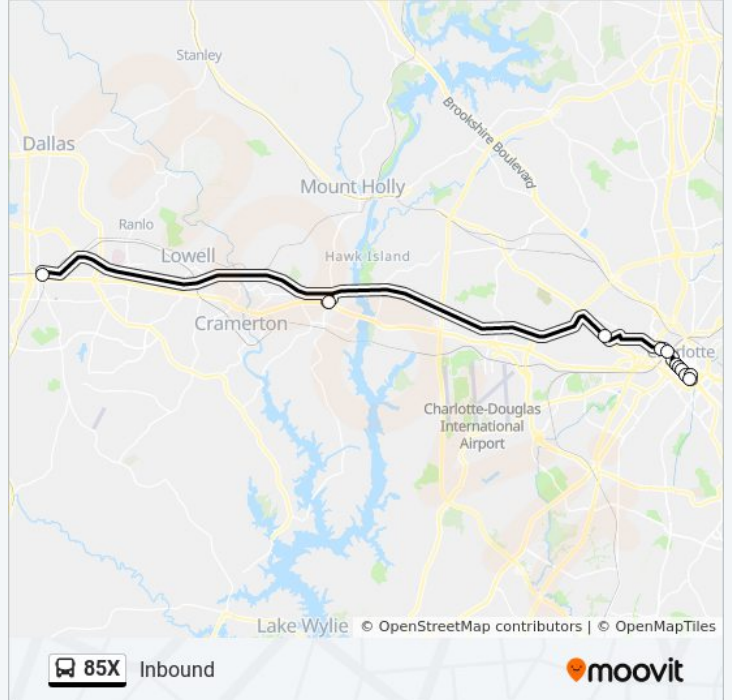 Stanley
Brookshire Boulevard
Dallas
Mount Holly
Ranlo
Lowell
Hawk Island
Cramerton
Charlotte
Charlotte-Douglas
International
Airport
Lake Wylie
© OpenStreetMap contributors | © OpenMapTiles
85X Inbound
moovit